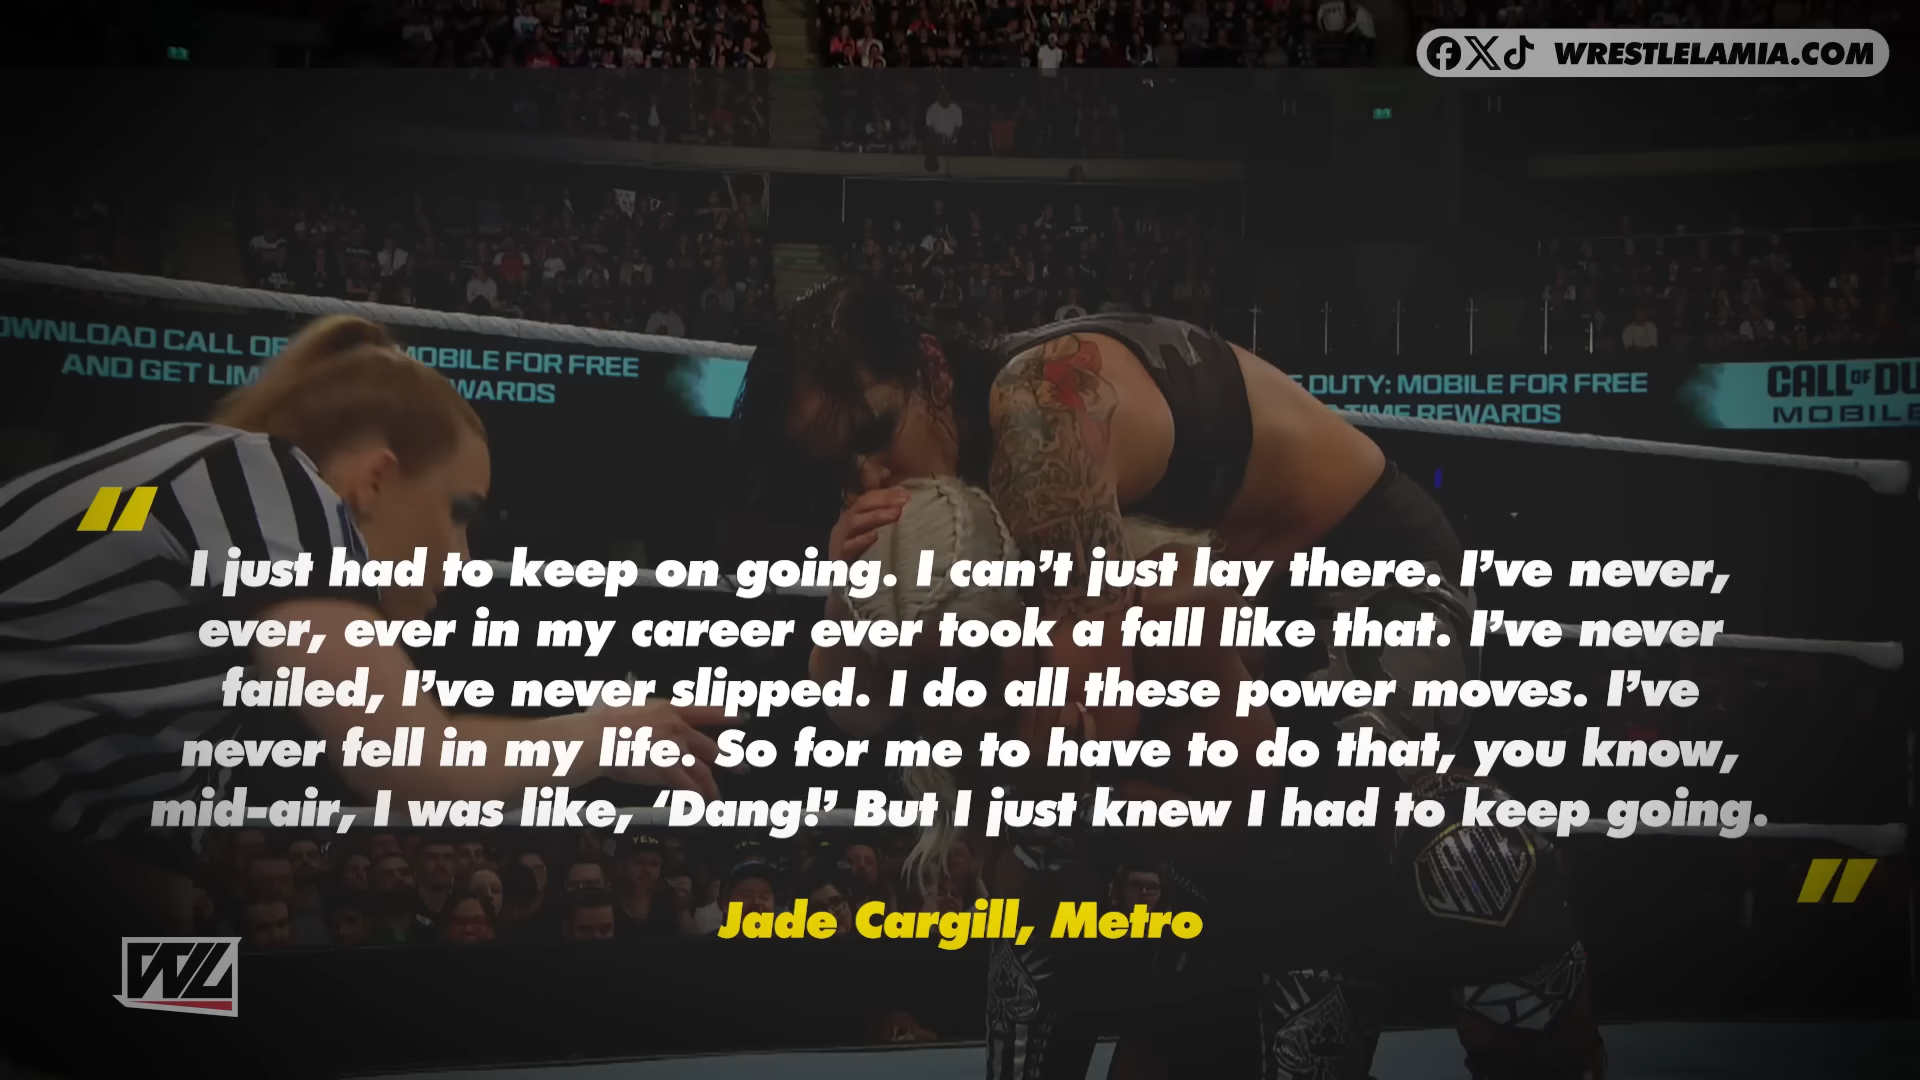 WRESTLELAMIA.COM
OWNLOAD CALL OF MOBILE FOR FREE
AND GET LIM WARDS
DUTY: MOBILE FOR FREE
TIME REWARDS
CALL OF DU
MOBILE
"
I just had to keep on going. I can’t just lay there. I’ve never,
ever, ever in my career ever took a fall like that. I’ve never
failed, I’ve never slipped. I do all these power moves. I’ve
never fell in my life. So for me to have to do that, you know,
mid-air, I was like, ‘Dang!’ But I just knew I had to keep going.
"
Jade Cargill, Metro
JADE
WL